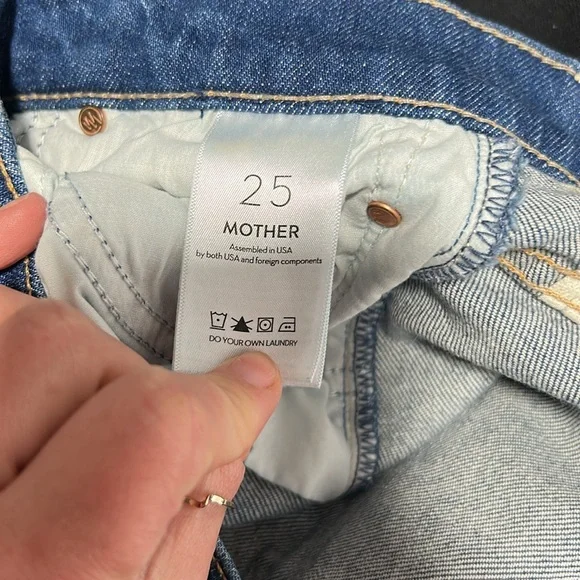 25
MOTHER
Assembled in USA
by both USA and foreign components
DO YOUR OWN LAUNDRY